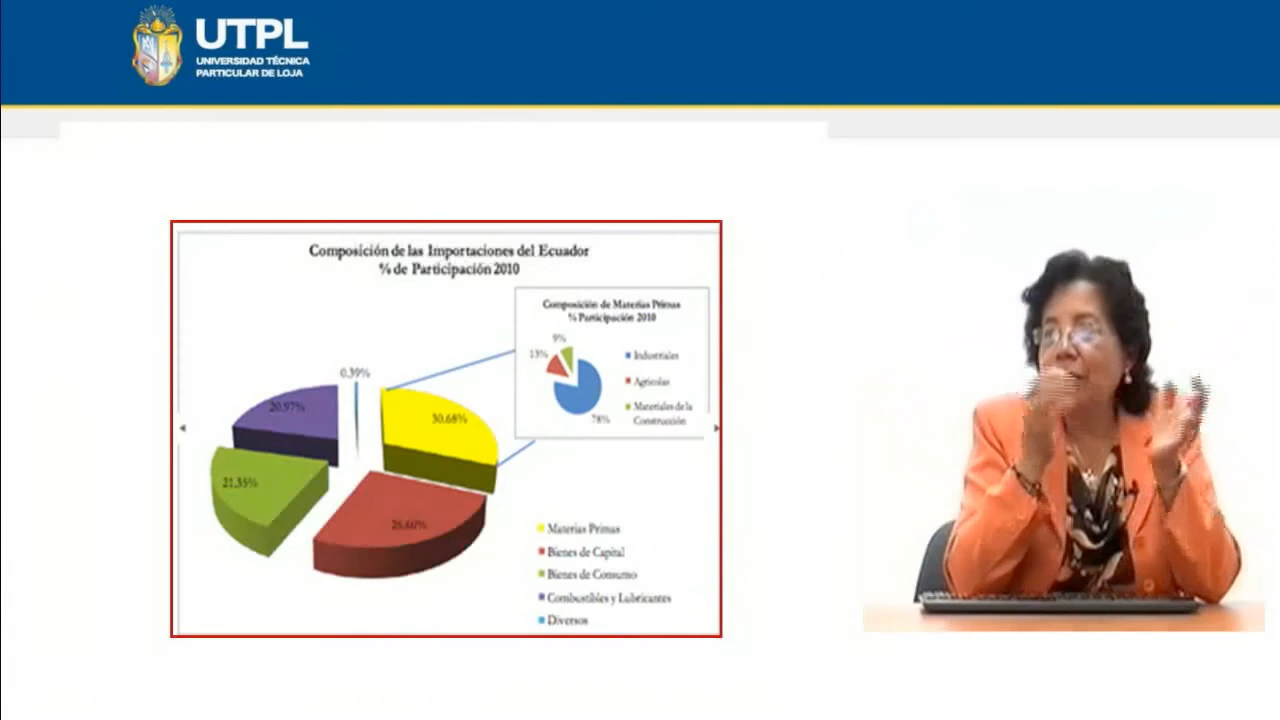 UTPL
UNIVERSIDAD TÉCNICA
PARTICULAR DE LOJA
Composición de las Importaciones del Ecuador
% de Participación 2010
Composición de Materias Primas
% Participación 2010
9%
13%
Industriales
Agrícolas
Materiales de la
Construcción
78%
0.39%
20.97%
30.68%
21.35%
26.60%
Materias Primas
Bienes de Capital
Bienes de Consumo
Combustibles y Lubricantes
Diversos